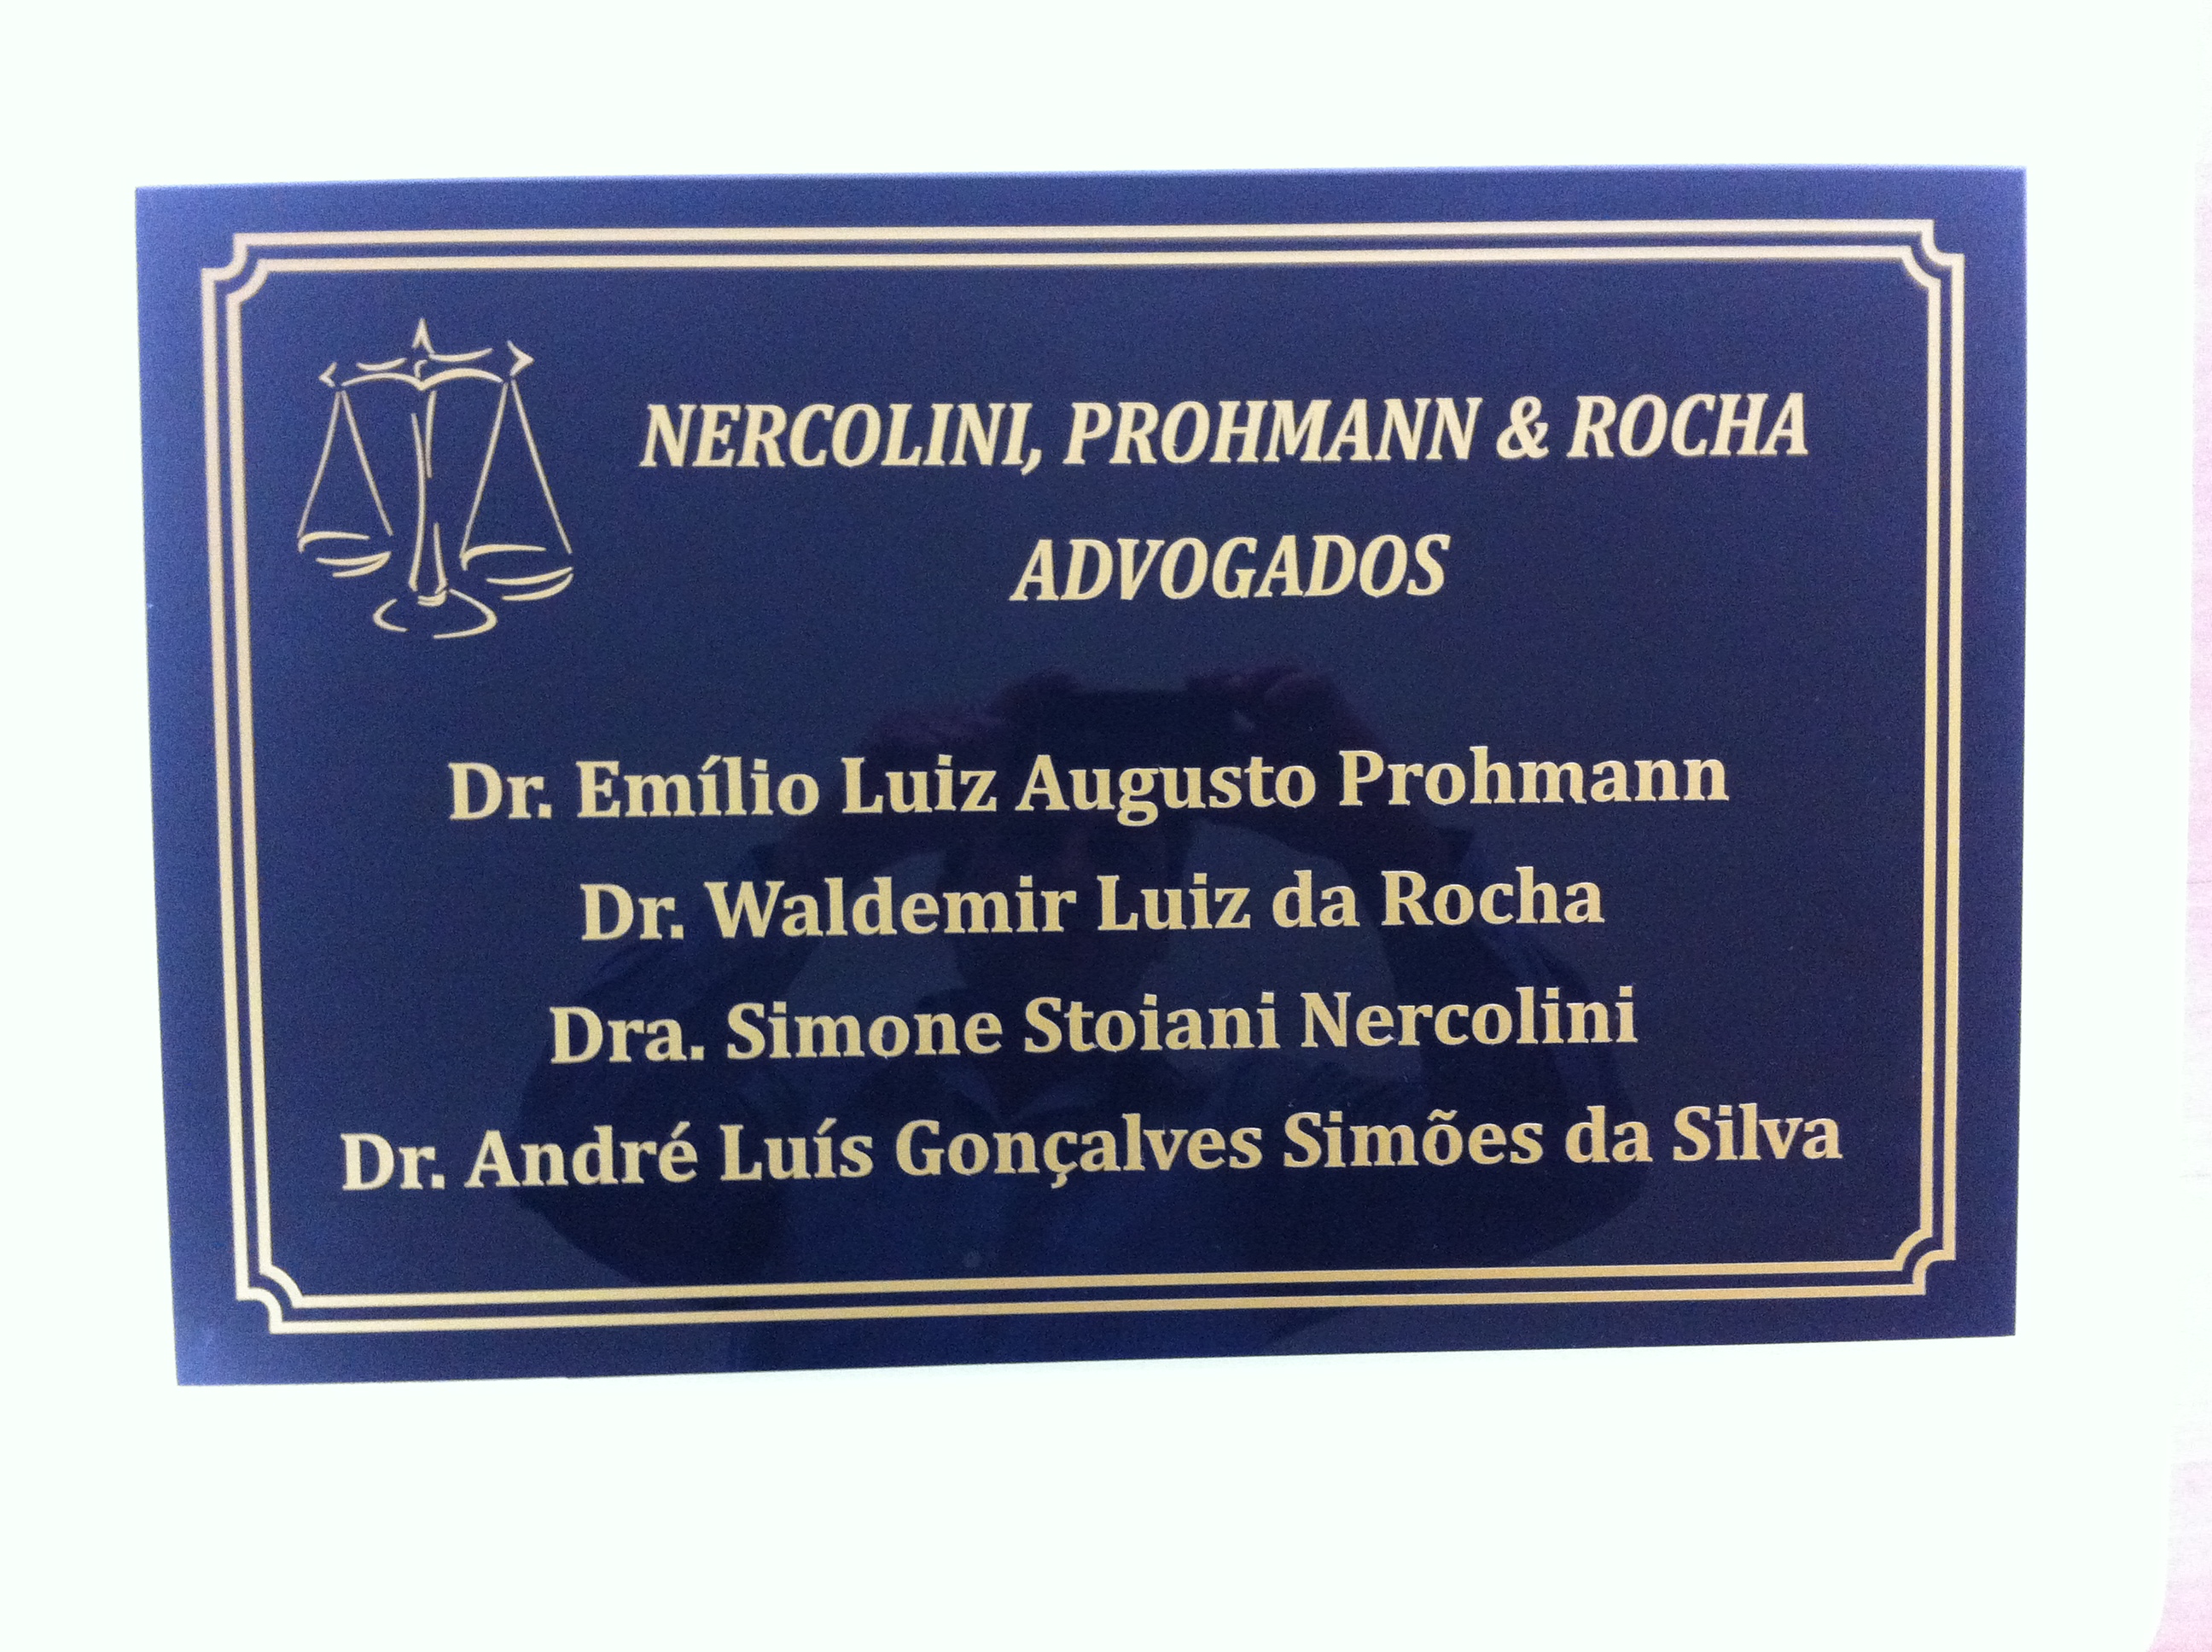 NERCOLINI, PROHMANN & ROCHA
ADVOGADOS
Dr. Emílio Luiz Augusto Prohmann
Dr. Waldemir Luiz da Rocha
Dra. Simone Stoiani Nercolini
Dr. André Luís Gonçalves Simões da Silva